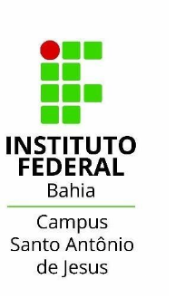 INSTITUTO
FEDERAL
Bahia
Campus
Santo Antônio
de Jesus